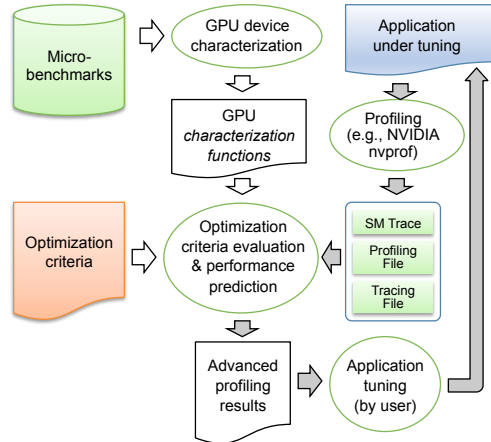 Micro-
benchmarks
GPU device
characterization
Application
under tuning
GPU
characterization
functions
Profiling
(e.g., NVIDIA
nvprof)
Optimization
criteria
Optimization
criteria evaluation
& performance
prediction
SM Trace
Profiling
File
Tracing
File
Advanced
profiling
results
Application
tuning
(by user)